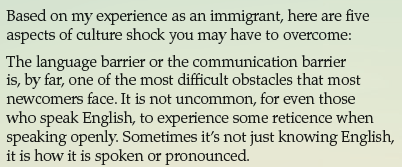 Based on my experience as an immigrant, here are five
aspects of culture shock you may have to overcome:
The language barrier or the communication barrier
is, by far, one of the most difficult obstacles that most
newcomers face. It is not uncommon, for even those
who speak English, to experience some reticence when
speaking openly. Sometimes it's not just knowing English,
it is how it is spoken or pronounced.